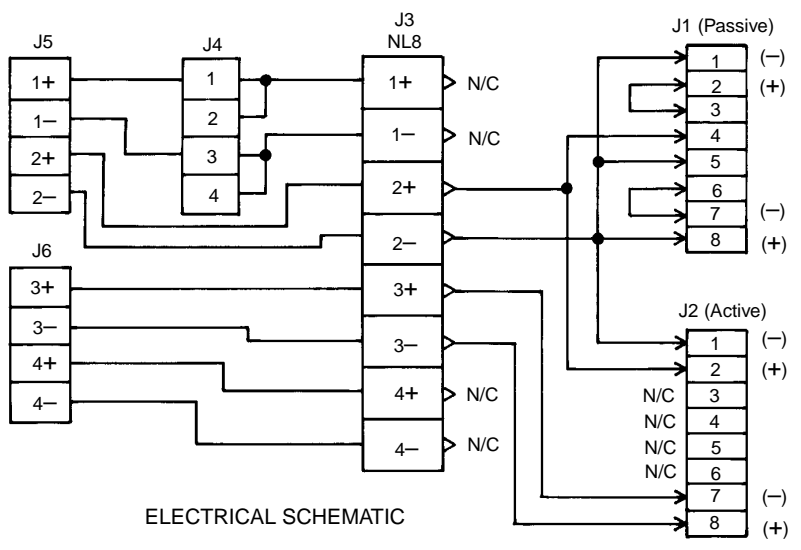 J5
1+
1−
2+
2−
J4
1
2
3
4
J3
NL8
1+
1−
2+
2−
3+
3−
4+
4−
N/C
N/C
N/C
N/C
J6
3+
3−
4+
4−
J1 (Passive)
1 (−)
2 (+)
3
4
5
6
7 (−)
8 (+)
J2 (Active)
1 (−)
2 (+)
N/C 3
N/C 4
N/C 5
N/C 6
7 (−)
8 (+)
ELECTRICAL SCHEMATIC